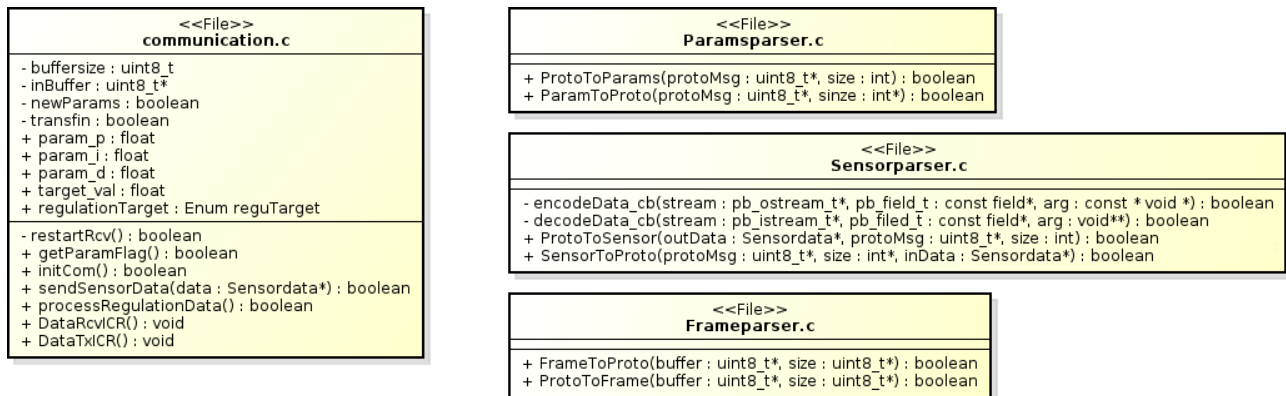 <<File>>
communication.c
- buffersize : uint8_t
- inBuffer : uint8_t*
- newParams : boolean
- transfin : boolean
+ param_p : float
+ param_i : float
+ param_d : float
+ target_val : float
+ regulationTarget : Enum reguTarget
- restartRcv() : boolean
+ getParamFlag() : boolean
+ initCom() : boolean
+ sendSensorData(data : Sensordata*) : boolean
+ processRegulationData() : boolean
+ DataRcvICR() : void
+ DataTxICR() : void
<<File>>
Paramsparser.c
+ ProtoToParams(protoMsg : uint8_t*, size : int) : boolean
+ ParamToProto(protoMsg : uint8_t*, sinze : int*) : boolean
<<File>>
Sensorparser.c
- encodeData_cb(stream : pb_ostream_t*, pb_field_t : const field*, arg : const * void *) : boolean
- decodeData_cb(stream : pb_istream_t*, pb_filed_t : const field*, arg : void**) : boolean
+ ProtoToSensor(outData : Sensordata*, protoMsg : uint8_t*, size : int) : boolean
+ SensorToProto(protoMsg : uint8_t*, size : int*, inData : Sensordata*) : boolean
<<File>>
Frameparser.c
+ FrameToProto(buffer : uint8_t*, size : uint8_t*) : boolean
+ ProtoToFrame(buffer : uint8_t*, size : uint8_t*) : boolean